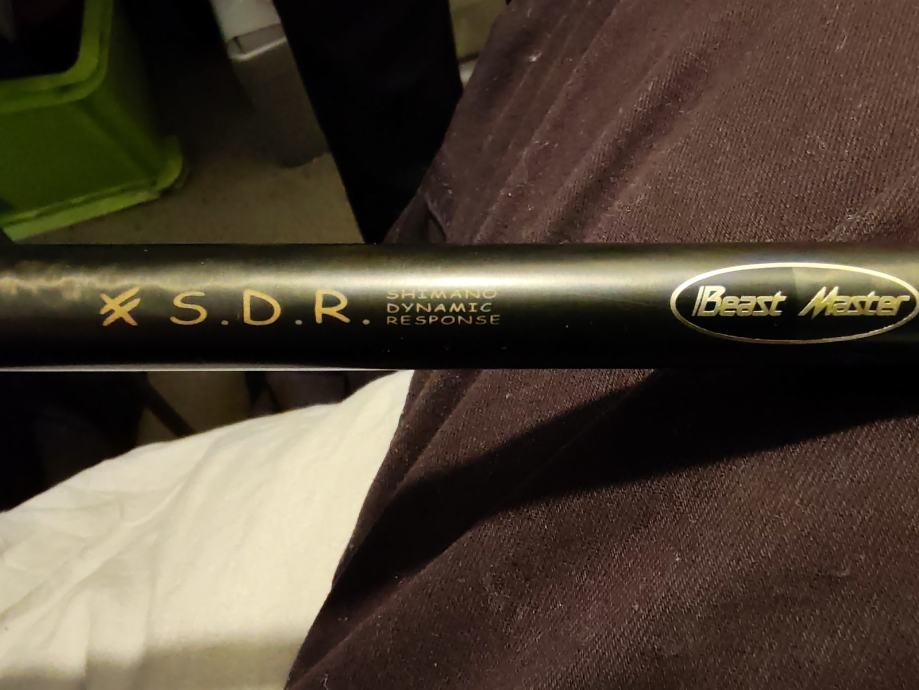 S.D.R.
SHIMANO
DYNAMIC
RESPONSE
Beast Master